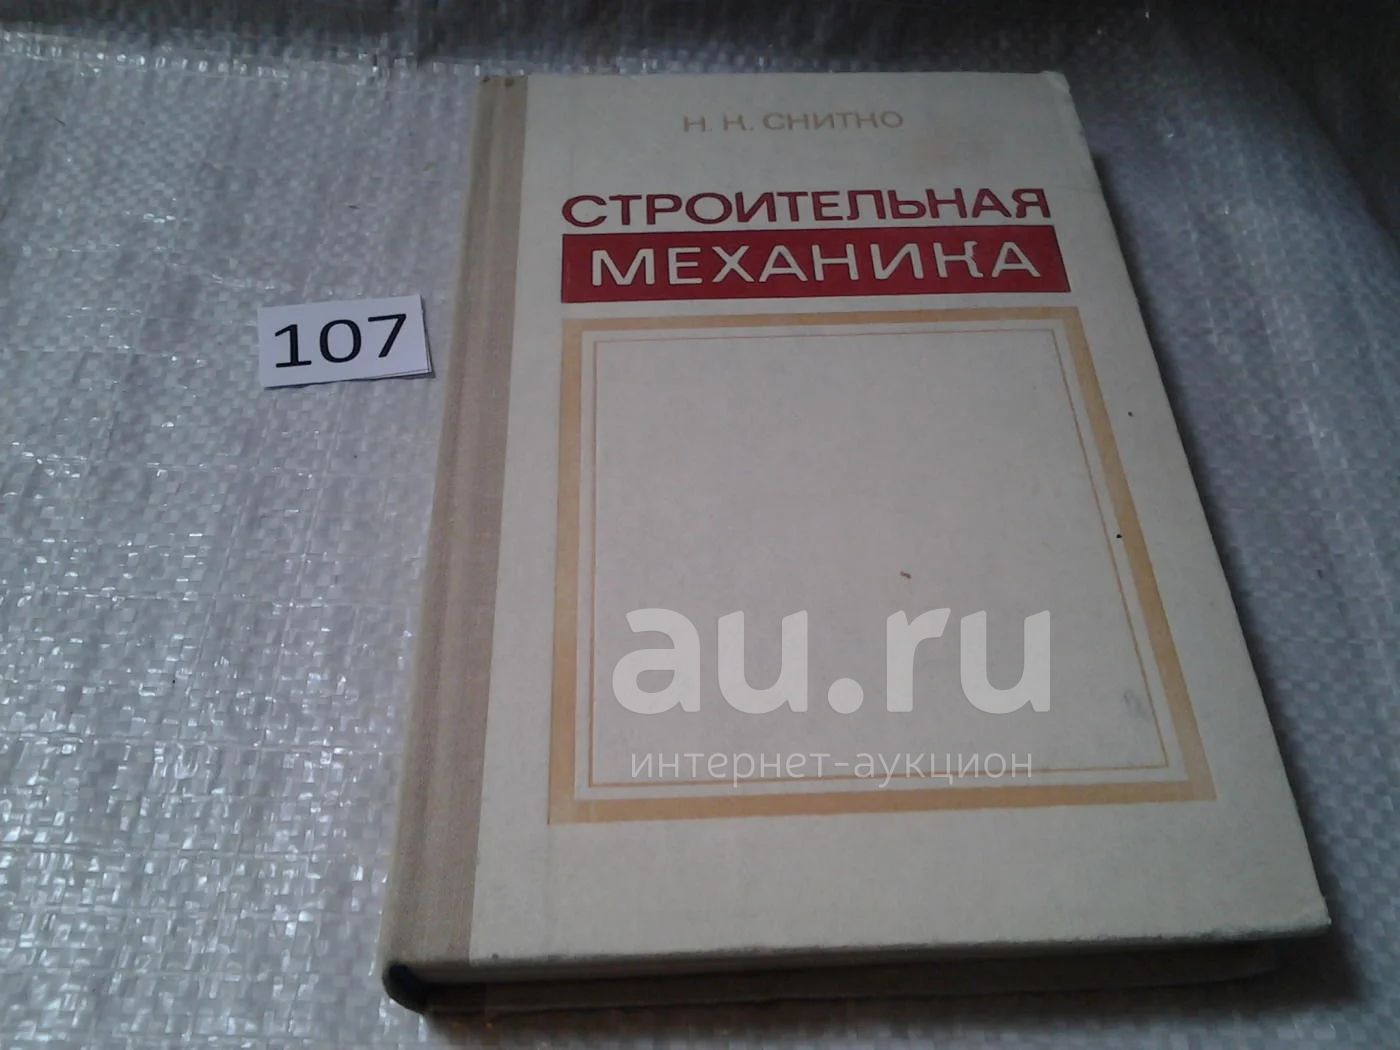 Н. К. СНИТКО
СТРОИТЕЛЬНАЯ
МЕХАНИКА
107
au.ru
интернет-аукцион